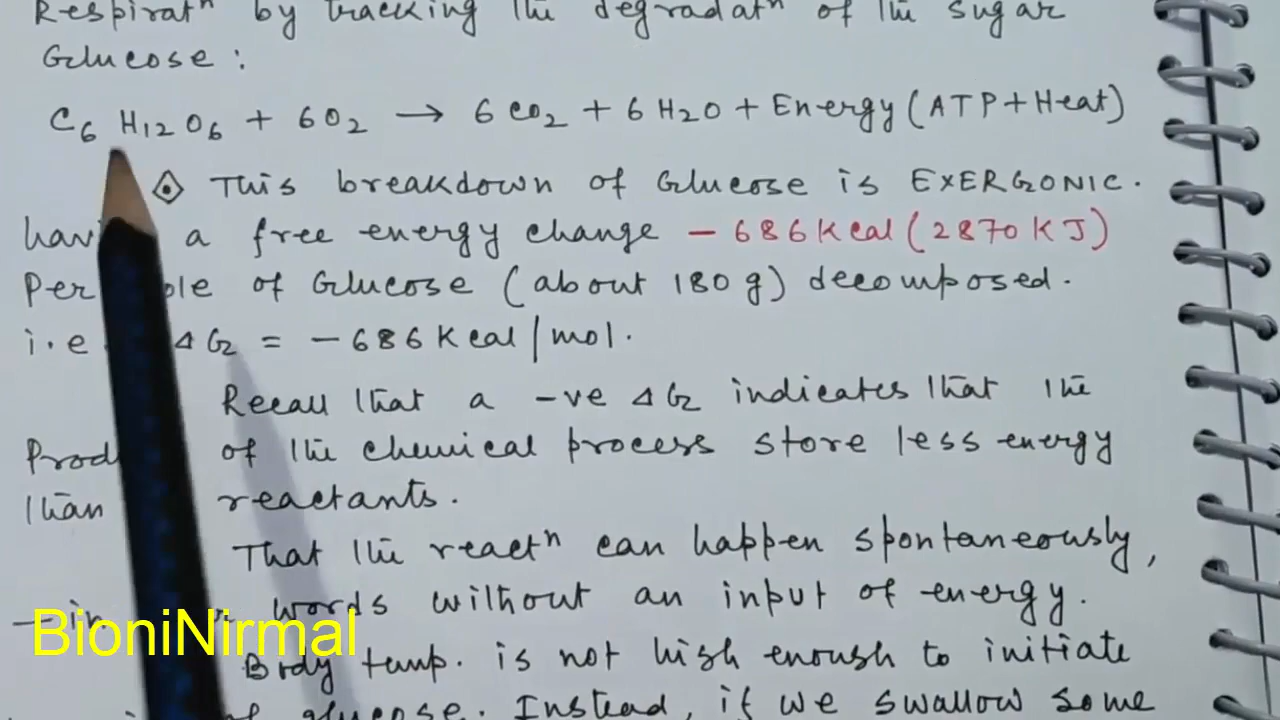 Respiratⁿ by tracking the degradatⁿ of the sugar
Glucose :
C6 H12 O6 + 6O2 → 6 CO2 + 6 H2O + Energy (ATP + Heat)
This breakdown of Glucose is EXERGONIC.
a free energy change - 686 Kcal (2870 KJ)
Per of Glucose (about 180 g) decomposed.
i.e ΔG = - 686 Kcal/mol.
Recall that a -ve ΔG indicates that the
of the chemical process store less energy
than reactants.
That the reactⁿ can happen spontaneously,
- in words without an input of energy.
BioniNirmal
Body temp. is not high enough to initiate
glucose. Instead, if we swallow some